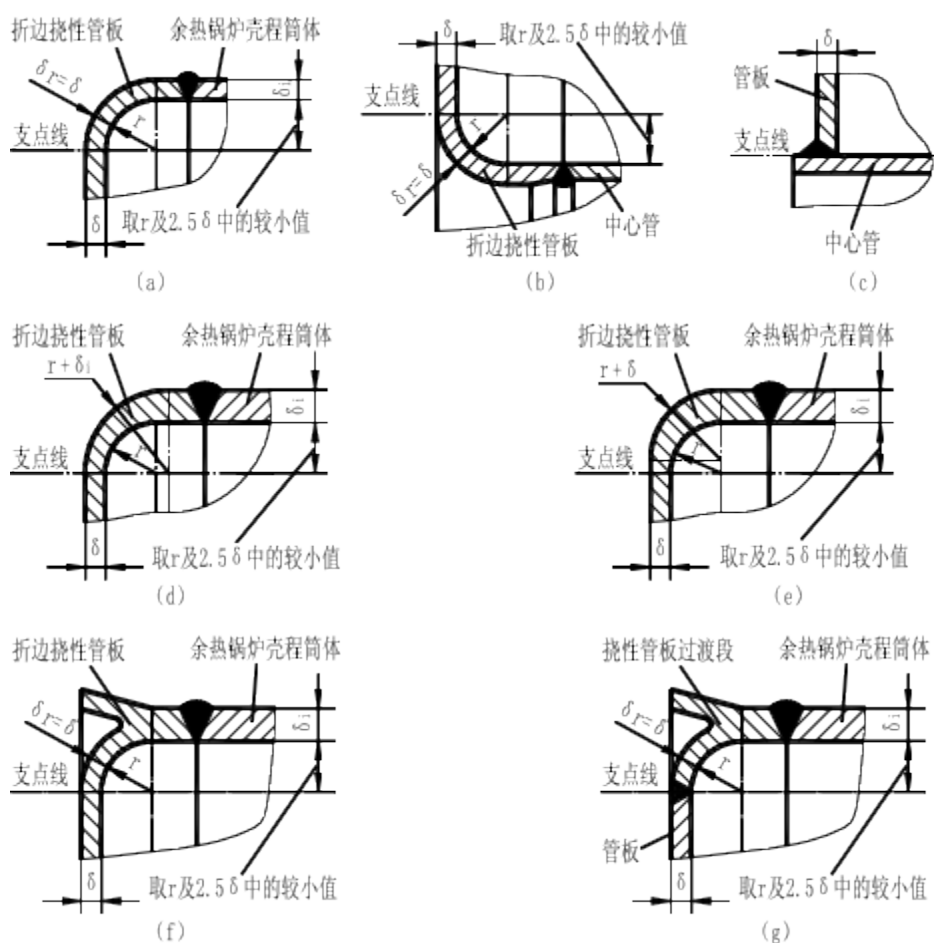 折边挠性管板
余热锅炉壳程筒体
δr=δ
r
δi
支点线
δ
取r及2.5δ中的较小值
(a)
δ
取r及2.5δ中的较小值
支点线
r
δr=δ
中心管
折边挠性管板
(b)
δ
管板
支点线
中心管
(c)
折边挠性管板
余热锅炉壳程筒体
r+δi
r
δi
支点线
δ
取r及2.5δ中的较小值
(d)
折边挠性管板
余热锅炉壳程筒体
r+δ
r
δi
支点线
δ
取r及2.5δ中的较小值
(e)
折边挠性管板
余热锅炉壳程筒体
δr=δ
r
δi
支点线
δ
取r及2.5δ中的较小值
(f)
挠性管板过渡段
余热锅炉壳程筒体
δr=δ
r
δi
支点线
管板
δ
取r及2.5δ中的较小值
(g)